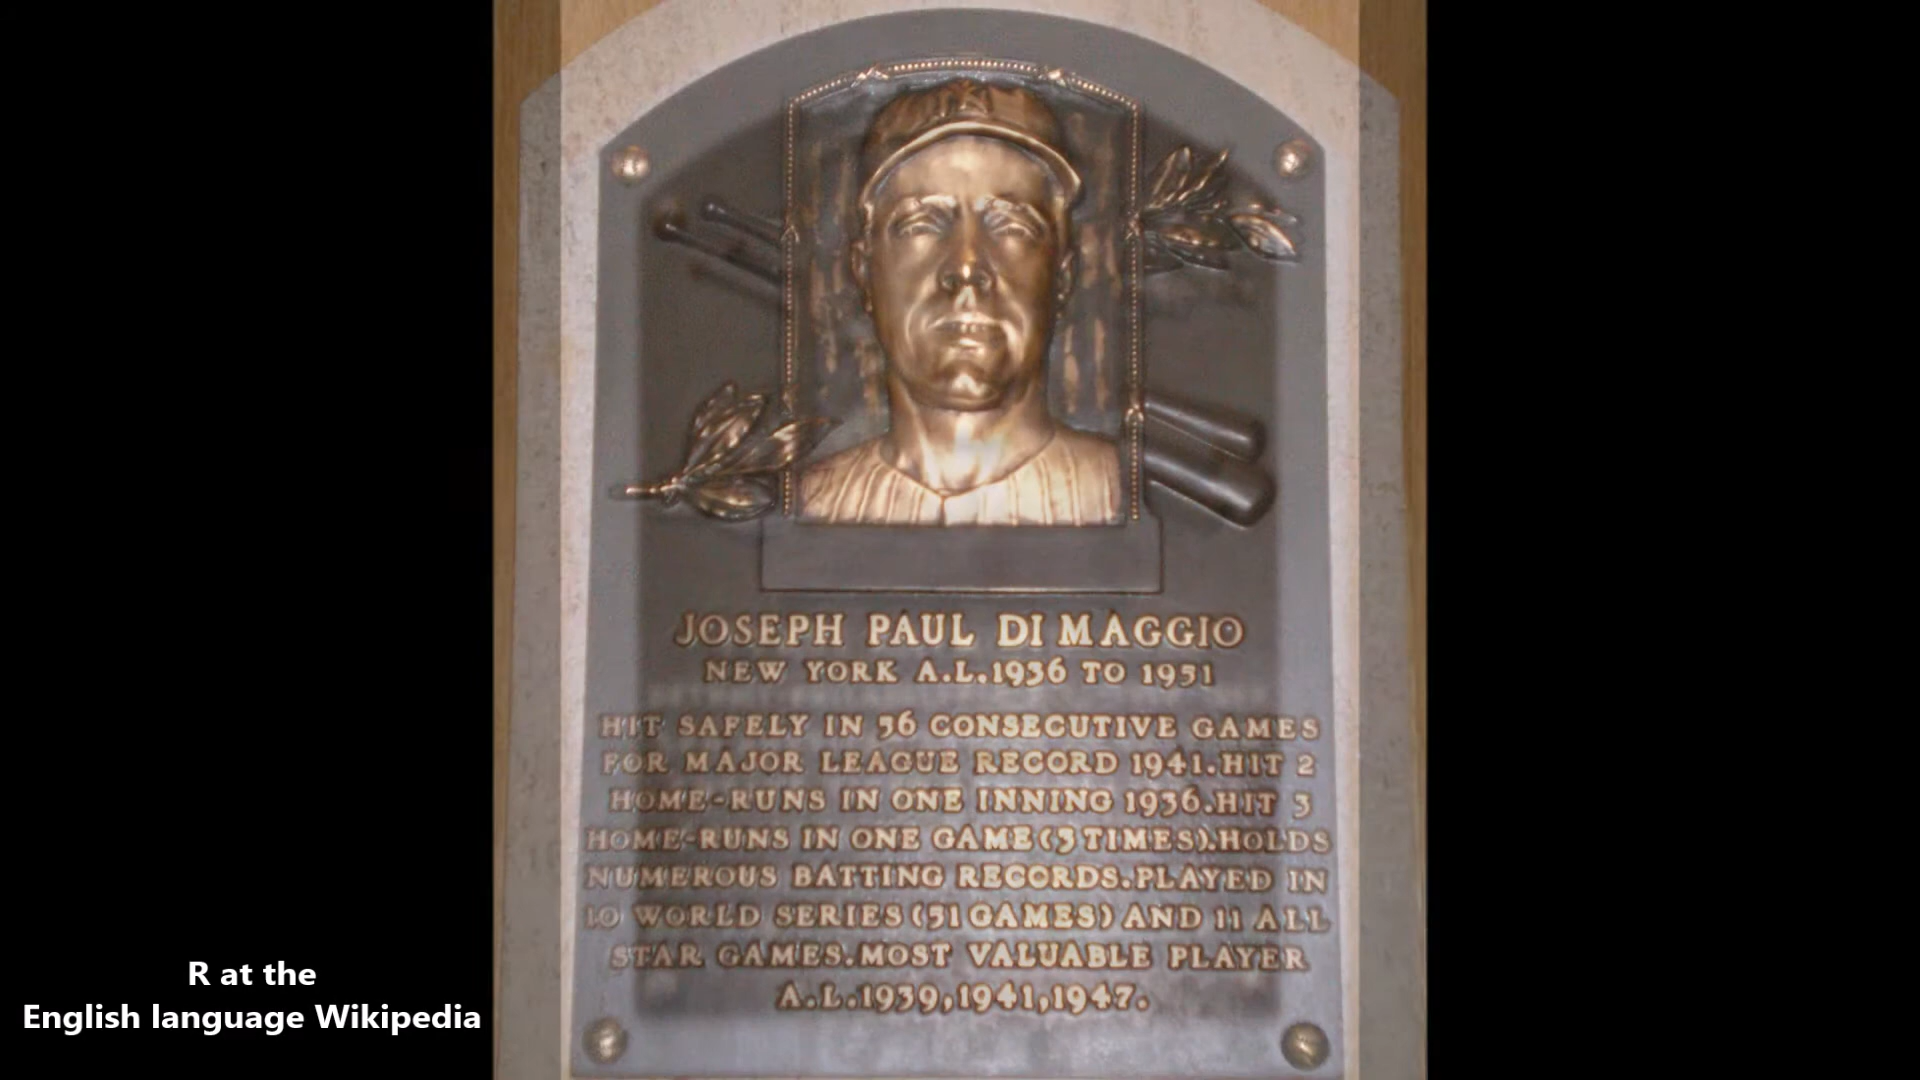 JOSEPH PAUL DI MAGGIO
NEW YORK A.L.1936 TO 1951
HIT SAFELY IN 56 CONSECUTIVE GAMES
FOR MAJOR LEAGUE RECORD 1941.HIT 2
HOME-RUNS IN ONE INNING 1936.HIT 3
HOME-RUNS IN ONE GAME (3 TIMES).HOLDS
NUMEROUS BATTING RECORDS.PLAYED IN
10 WORLD SERIES (51 GAMES) AND 11 ALL
STAR GAMES.MOST VALUABLE PLAYER
A.L.1939,1941,1947.
R at the
English language Wikipedia